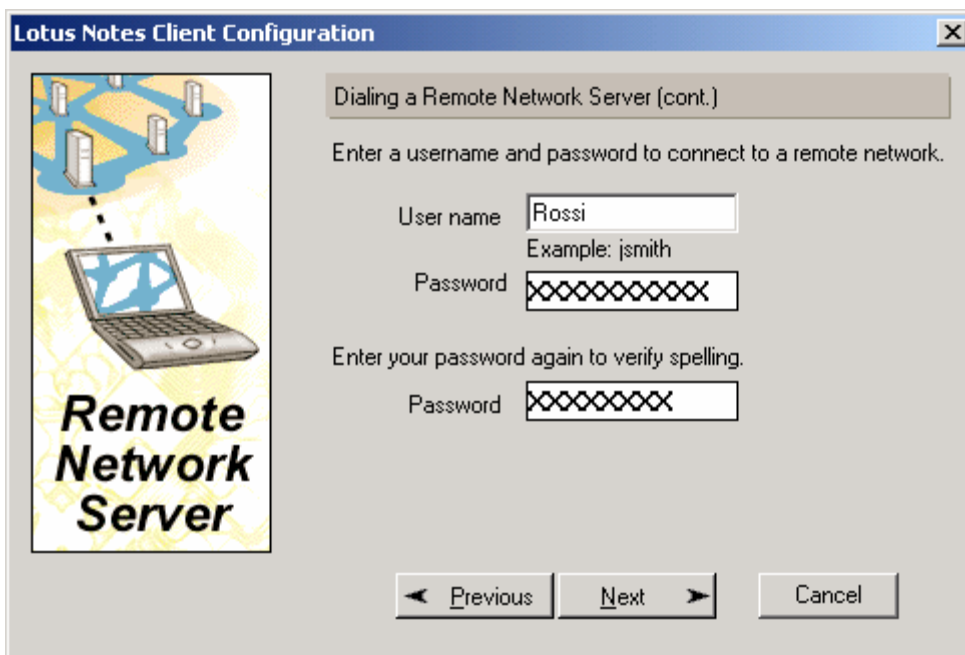 Lotus Notes Client Configuration
Dialing a Remote Network Server (cont.)
Enter a username and password to connect to a remote network.
User name Rossi
Example: jsmith
Password XXXXXXXXXX
Enter your password again to verify spelling.
Password XXXXXXXX
Remote
Network
Server
Previous Next Cancel